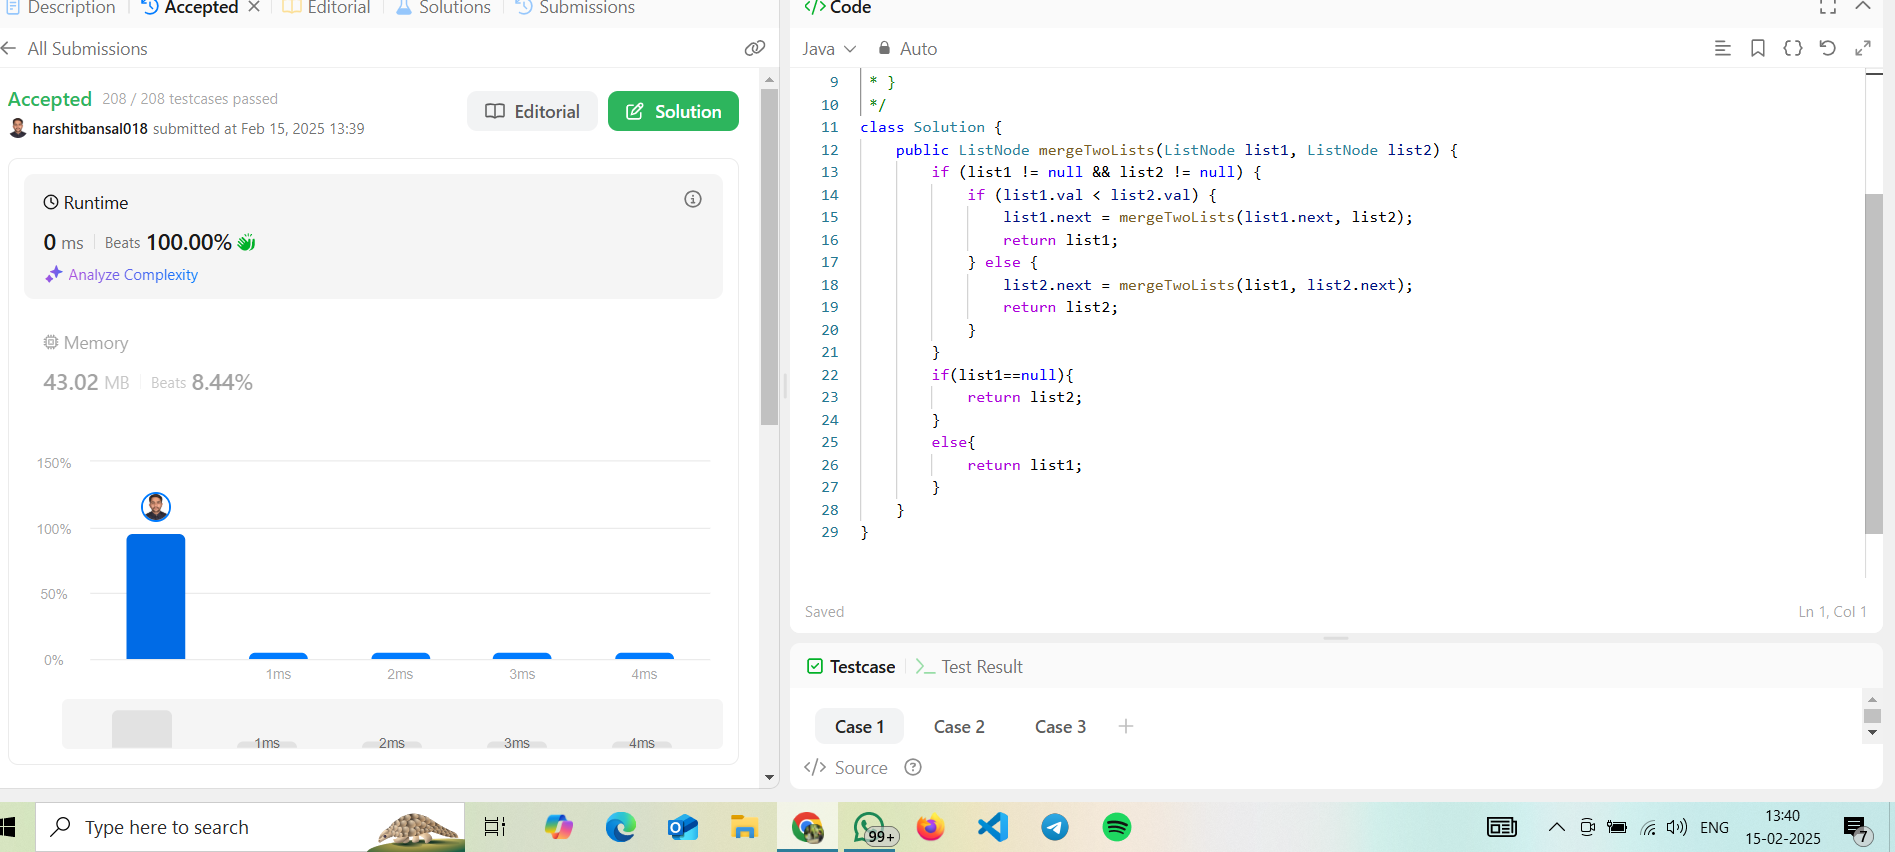 Description Accepted Editorial Solutions Submissions
All Submissions
Accepted 208 / 208 testcases passed
harshitbansal018 submitted at Feb 15, 2025 13:39
Editorial
Solution
Runtime
0 ms Beats 100.00%
Analyze Complexity
Memory
43.02 MB Beats 8.44%
150%
100%
50%
0%
1ms 2ms 3ms 4ms
1ms 2ms 3ms 4ms
</> Code
Java Auto
9 * }
10 */
11 class Solution {
12 public ListNode mergeTwoLists(ListNode list1, ListNode list2) {
13 if (list1 != null && list2 != null) {
14 if (list1.val < list2.val) {
15 list1.next = mergeTwoLists(list1.next, list2);
16 return list1;
17 } else {
18 list2.next = mergeTwoLists(list1, list2.next);
19 return list2;
20 }
21 }
22 if(list1==null){
23 return list2;
24 }
25 else{
26 return list1;
27 }
28 }
29 }
Saved Ln 1, Col 1
Testcase >_ Test Result
Case 1 Case 2 Case 3 +
</> Source
Type here to search
99+
ENG
13:40
15-02-2025
7